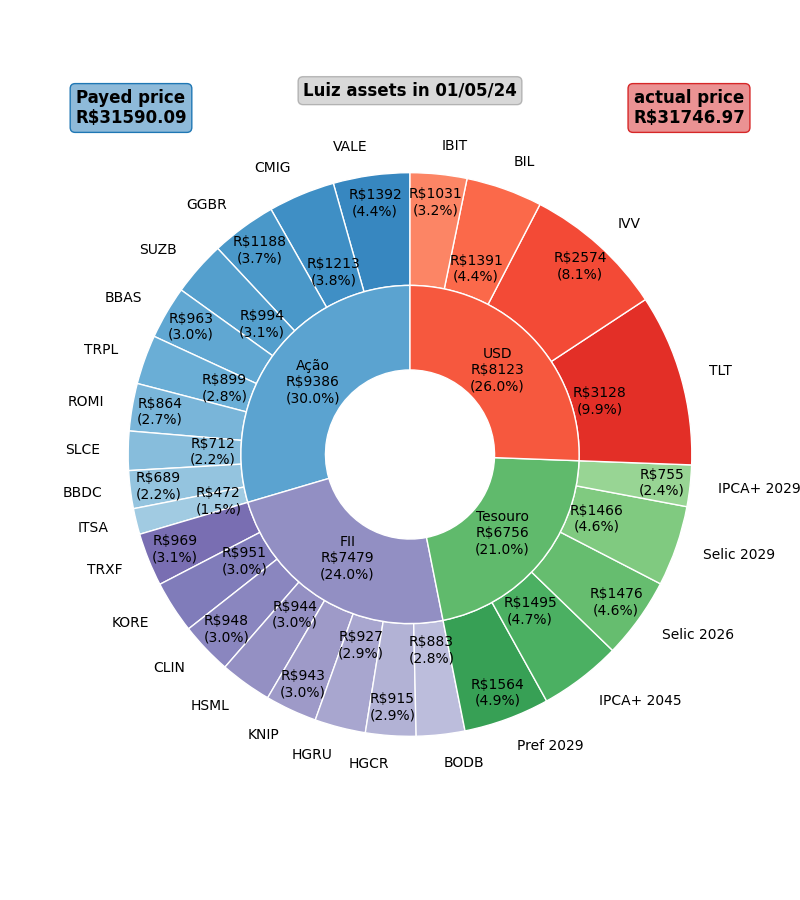 Payed price
R$31590.09
Luiz assets in 01/05/24
actual price
R$31746.97
IBIT
R$1031
(3.2%)
BIL
R$1391
(4.4%)
IVV
R$2574
(8.1%)
TLT
R$3128
(9.9%)
IPCA+ 2029
R$755
(2.4%)
Selic 2029
R$1466
(4.6%)
Selic 2026
R$1476
(4.6%)
IPCA+ 2045
R$1495
(4.7%)
Pref 2029
R$1564
(4.9%)
BODB
R$883
(2.8%)
HGCR
R$915
(2.9%)
HGRU
R$927
(2.9%)
KNIP
R$943
(3.0%)
HSML
R$944
(3.0%)
CLIN
R$948
(3.0%)
KORE
R$951
(3.0%)
TRXF
R$969
(3.1%)
ITSA
R$472
(1.5%)
BBDC
R$689
(2.2%)
SLCE
R$712
(2.2%)
ROMI
R$864
(2.7%)
TRPL
R$899
(2.8%)
BBAS
R$963
(3.0%)
SUZB
R$994
(3.1%)
GGBR
R$1188
(3.7%)
CMIG
R$1213
(3.8%)
VALE
R$1392
(4.4%)
USD
R$8123
(26.0%)
Tesouro
R$6756
(21.0%)
FII
R$7479
(24.0%)
Ação
R$9386
(30.0%)